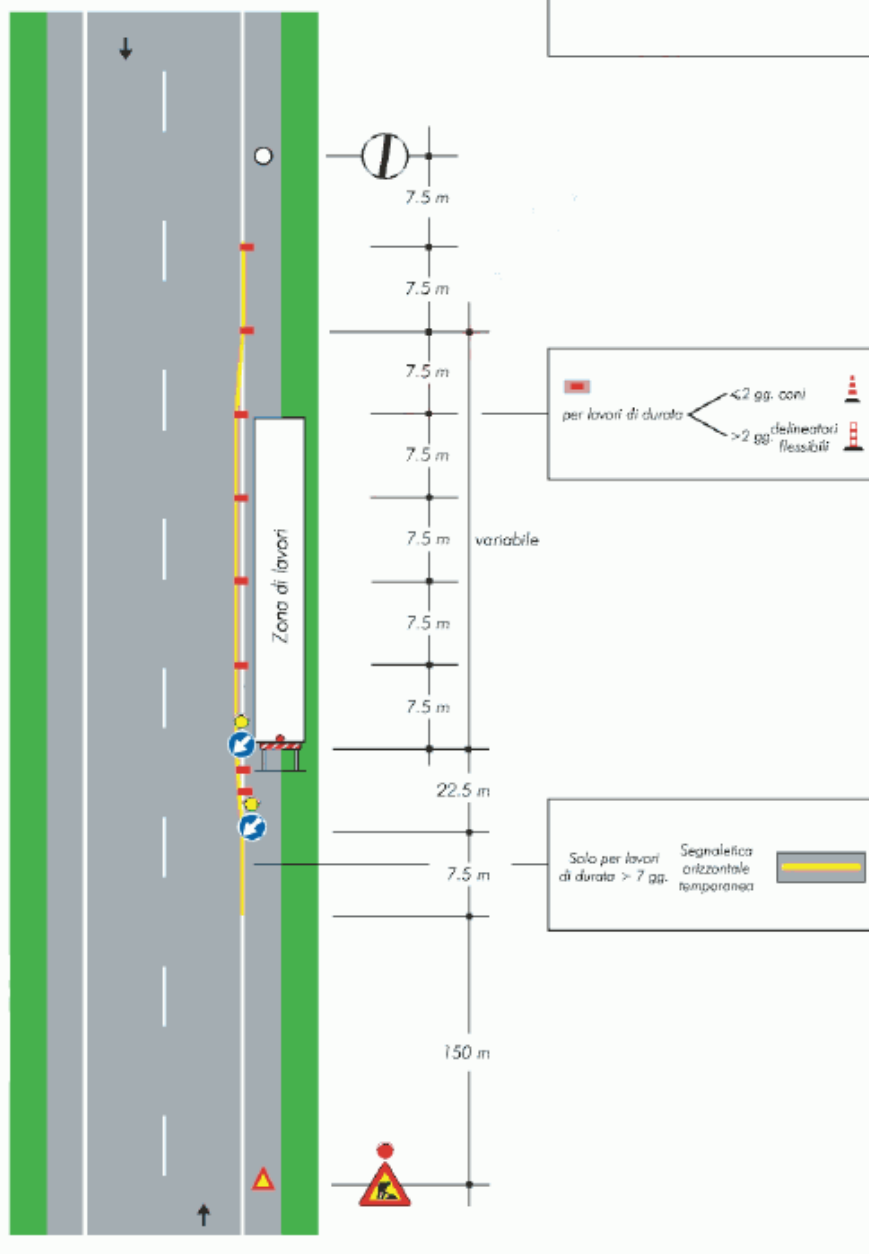 7.5 m
7.5 m
7.5 m
7.5 m
7.5 m
variabile
7.5 m
7.5 m
22.5 m
7.5 m
150 m
Zona di lavori
per lavori di durata
⩽2 gg. coni
>2 gg. delineatori
flessibili
Solo per lavori
di durata > 7 gg.
Segnaletica
orizzontale
temporanea